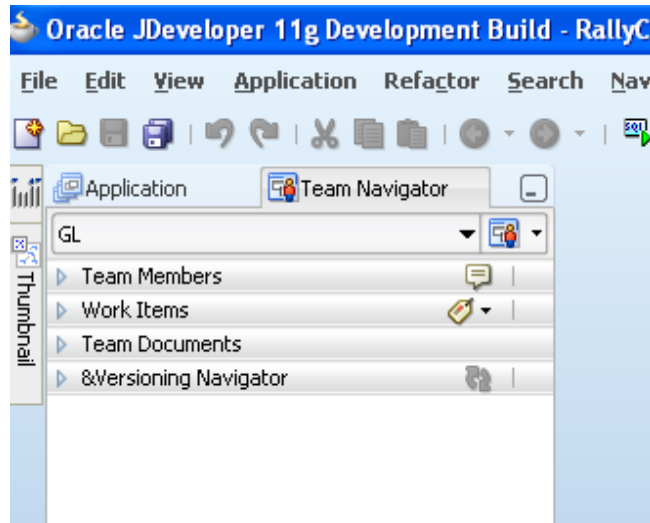 Oracle JDeveloper 11g Development Build - RallyC
File Edit View Application Refactor Search Nav
SQL
Application Team Navigator
GL
Team Members
Work Items
Team Documents
&Versioning Navigator
Thumbnail